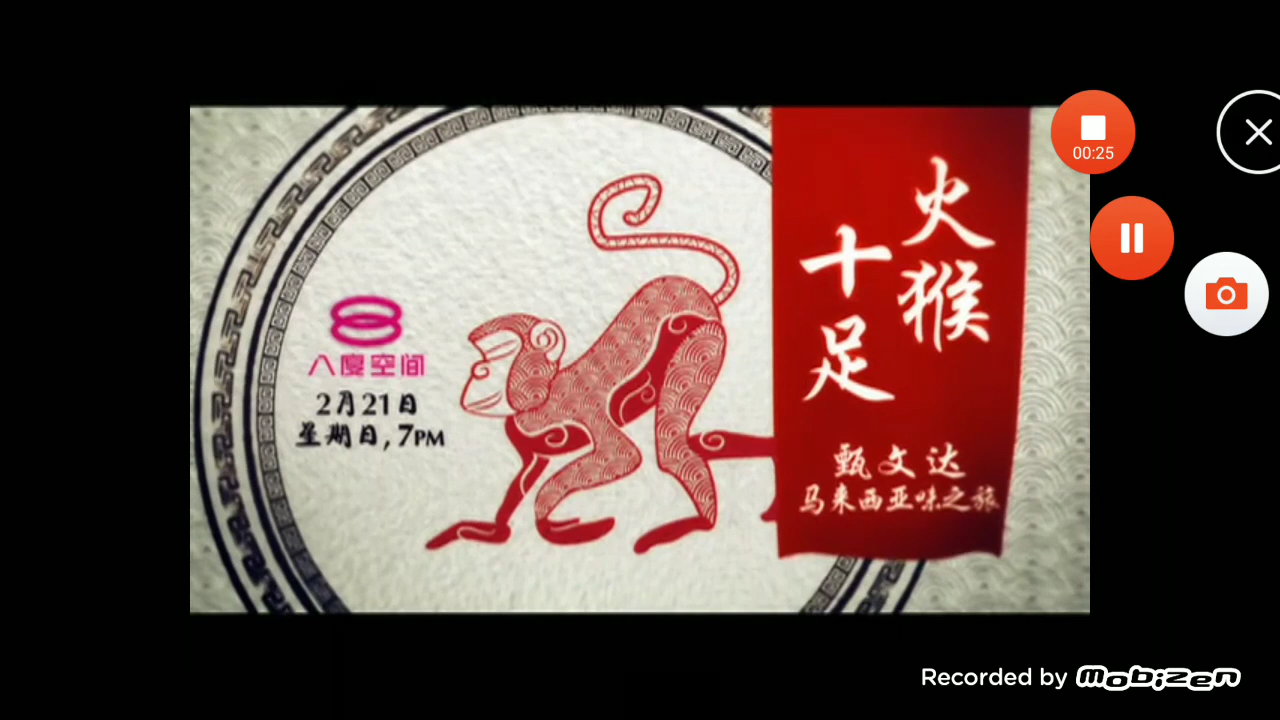 八度空间
2月21日
星期日, 7PM
火猴
十足
甄文达
马来西亚味之旅
00:25
Recorded by mobizen